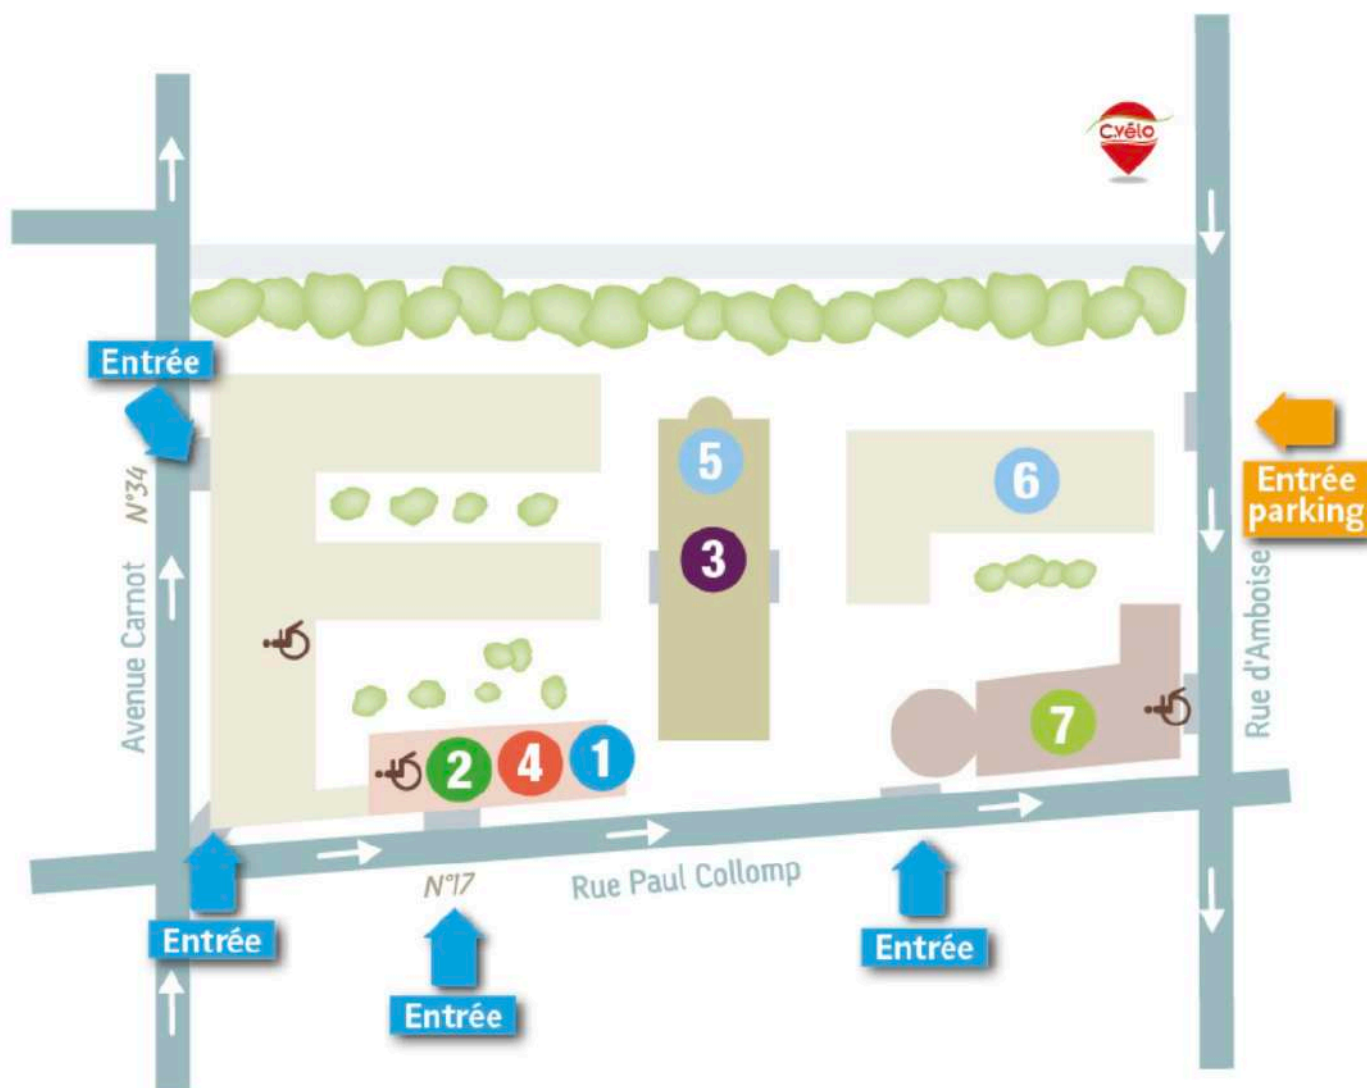 C.vélo
Entrée
N°34
Avenue Carnot
5
6
3
Entrée
parking
Rue d'Amboise
2
4
1
7
N°17
Rue Paul Collomp
Entrée
Entrée
Entrée